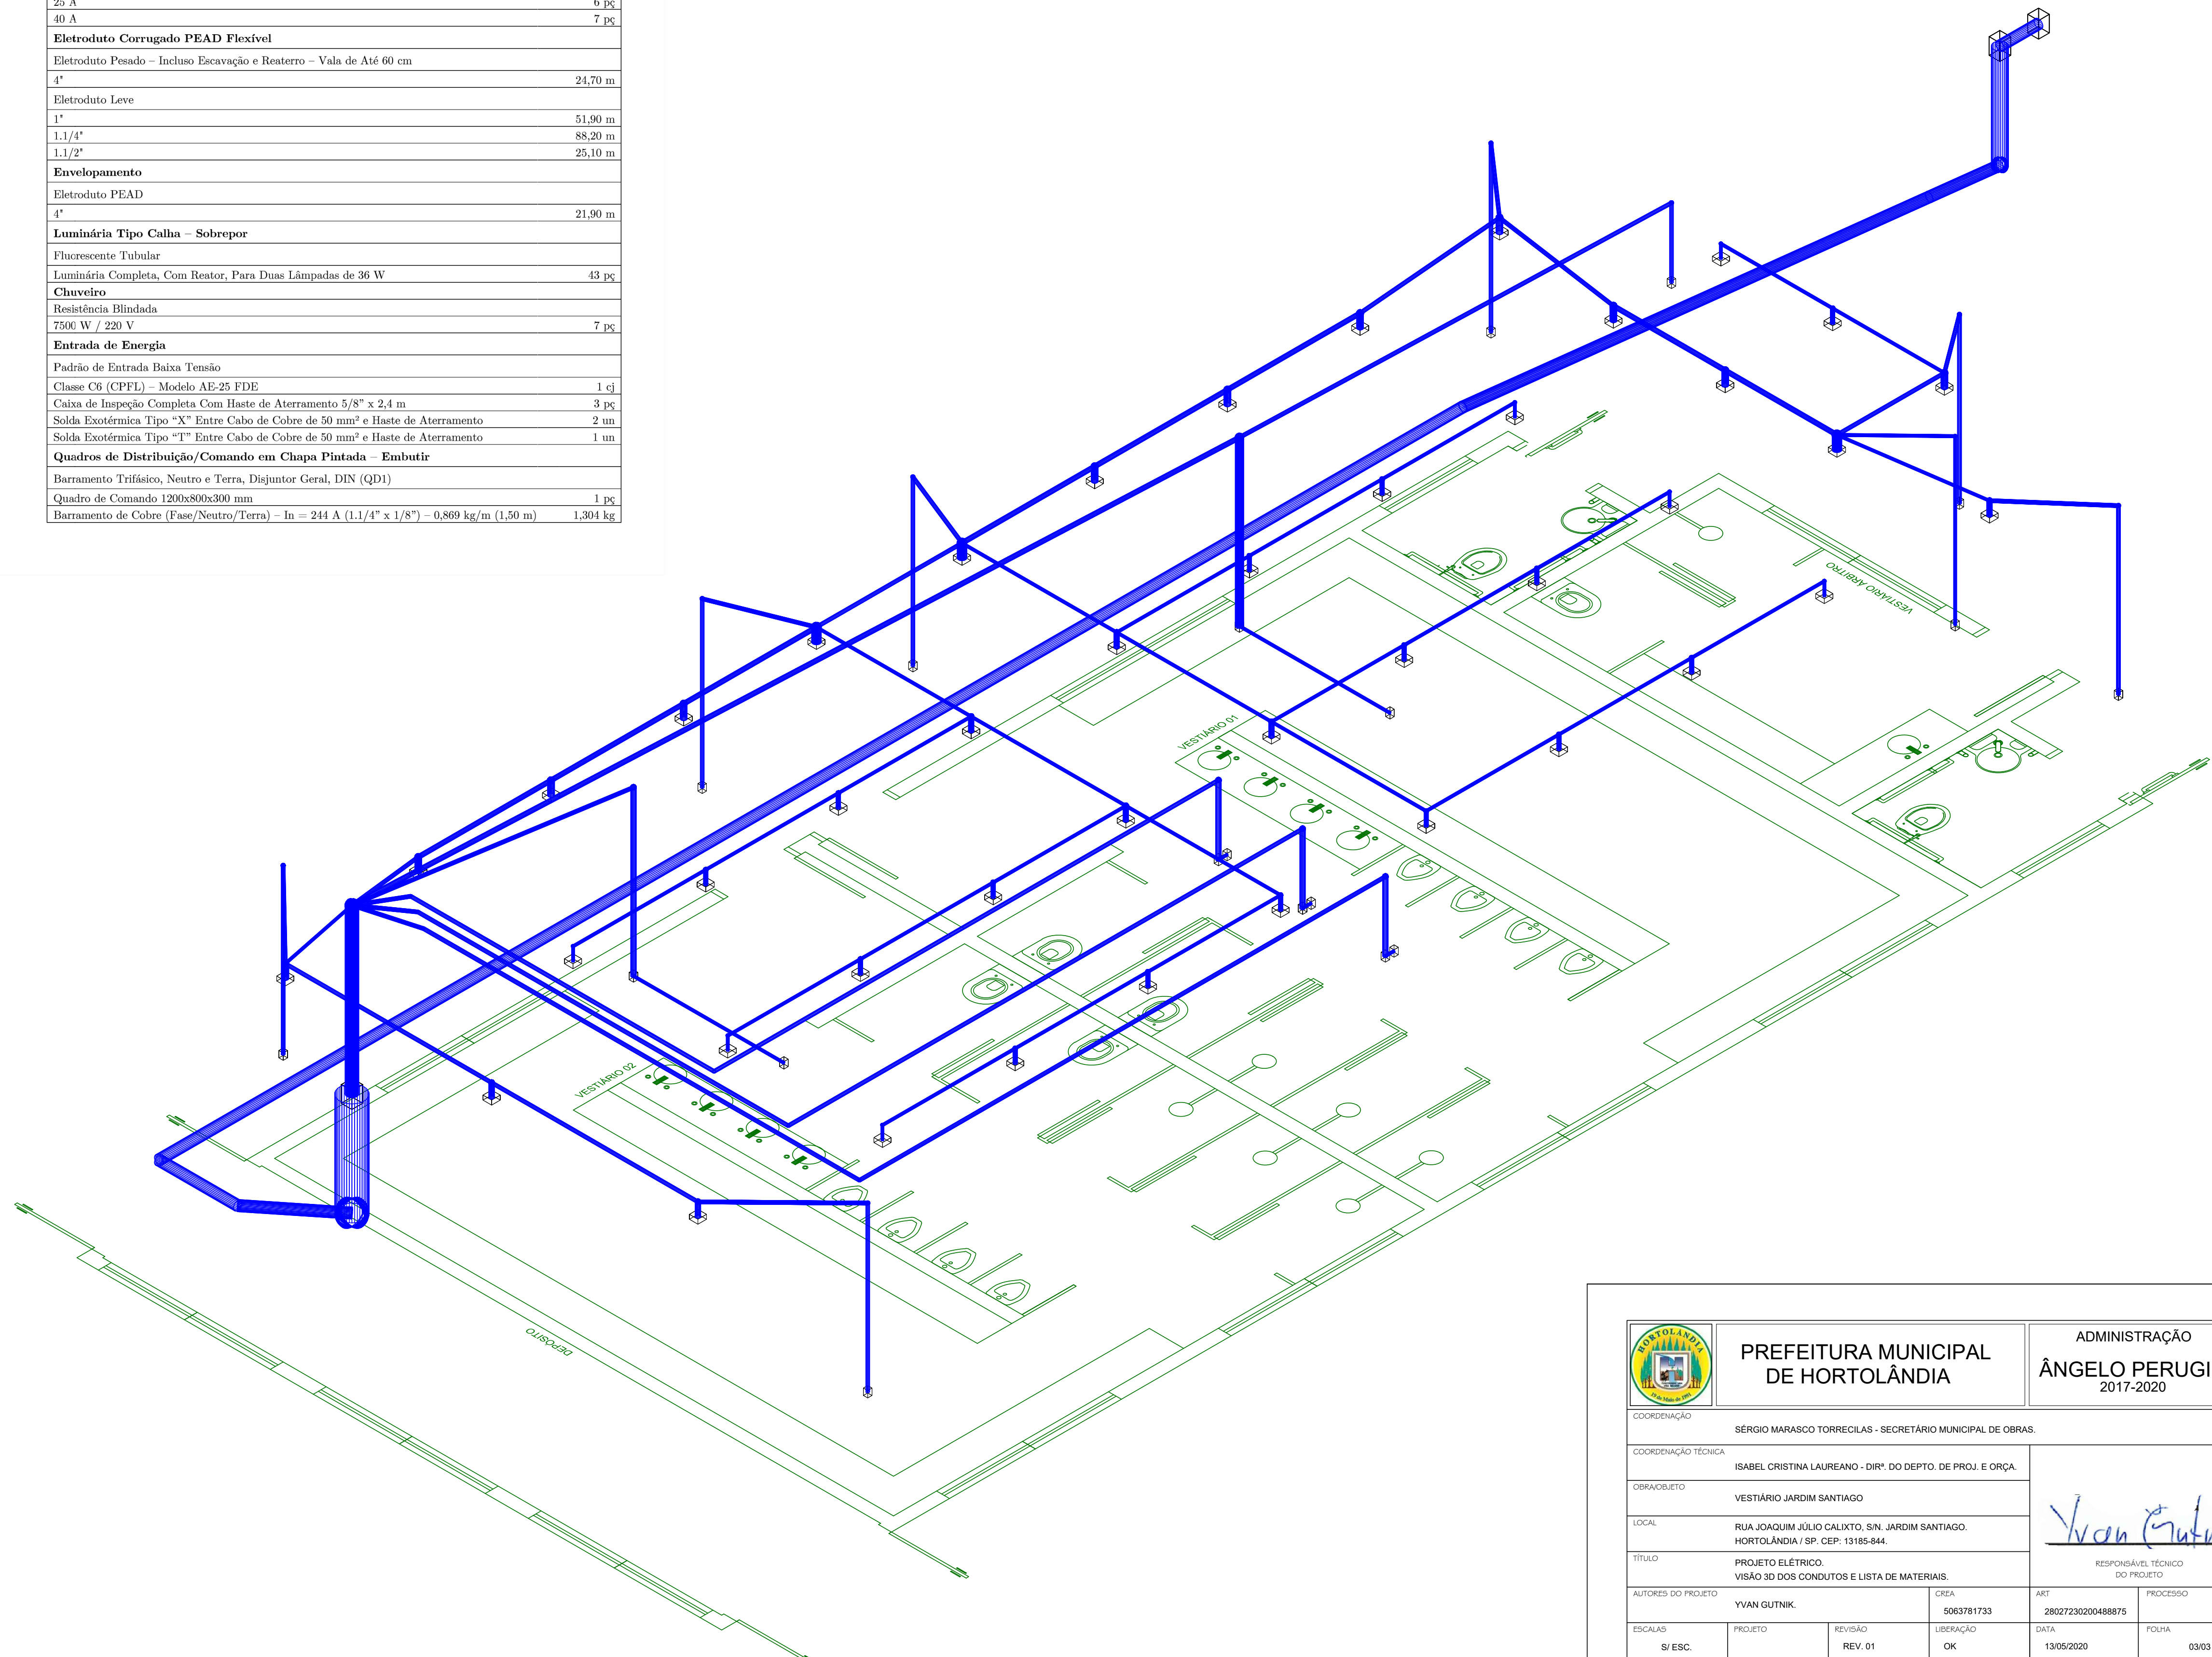 25 A 6 pç
40 A 7 pç
Eletroduto Corrugado PEAD Flexível
Eletroduto Pesado – Incluso Escavação e Reaterro – Vala de Até 60 cm
4" 24,70 m
Eletroduto Leve
1" 51,90 m
1.1/4" 88,20 m
1.1/2" 25,10 m
Envelopamento
Eletroduto PEAD
4" 21,90 m
Luminária Tipo Calha – Sobrepor
Fluorescente Tubular
Luminária Completa, Com Reator, Para Duas Lâmpadas de 36 W 43 pç
Chuveiro
Resistência Blindada
7500 W / 220 V 7 pç
Entrada de Energia
Padrão de Entrada Baixa Tensão
Classe C6 (CPFL) – Modelo AE-25 FDE 1 cj
Caixa de Inspeção Completa Com Haste de Aterramento 5/8” x 2,4 m 3 pç
Solda Exotérmica Tipo “X” Entre Cabo de Cobre de 50 mm² e Haste de Aterramento 2 un
Solda Exotérmica Tipo “T” Entre Cabo de Cobre de 50 mm² e Haste de Aterramento 1 un
Quadros de Distribuição/Comando em Chapa Pintada – Embutir
Barramento Trifásico, Neutro e Terra, Disjuntor Geral, DIN (QD1)
Quadro de Comando 1200x800x300 mm 1 pç
Barramento de Cobre (Fase/Neutro/Terra) – In = 244 A (1.1/4” x 1/8”) – 0,869 kg/m (1,50 m) 1,304 kg
VESTIÁRIO ÁRBITRO
VESTIÁRIO 01
VESTIÁRIO 02
DEPÓSITO
HORTOLÂNDIA
19 de Maio de 1991
PREFEITURA MUNICIPAL
DE HORTOLÂNDIA
ADMINISTRAÇÃO
ÂNGELO PERUGI
2017-2020
COORDENAÇÃO
SÉRGIO MARASCO TORRECILAS - SECRETÁRIO MUNICIPAL DE OBRAS.
COORDENAÇÃO TÉCNICA
ISABEL CRISTINA LAUREANO - DIRª. DO DEPTO. DE PROJ. E ORÇA.
OBRA/OBJETO
VESTIÁRIO JARDIM SANTIAGO
LOCAL
RUA JOAQUIM JÚLIO CALIXTO, S/N. JARDIM SANTIAGO.
HORTOLÂNDIA / SP. CEP: 13185-844.
TÍTULO
PROJETO ELÉTRICO.
VISÃO 3D DOS CONDUTOS E LISTA DE MATERIAIS.
Yvan Gut
RESPONSÁVEL TÉCNICO
DO PROJETO
AUTORES DO PROJETO
YVAN GUTNIK.
CREA
5063781733
ART
28027230200488875
PROCESSO
ESCALAS
S/ ESC.
PROJETO
REVISÃO
REV. 01
LIBERAÇÃO
OK
DATA
13/05/2020
FOLHA
03/03